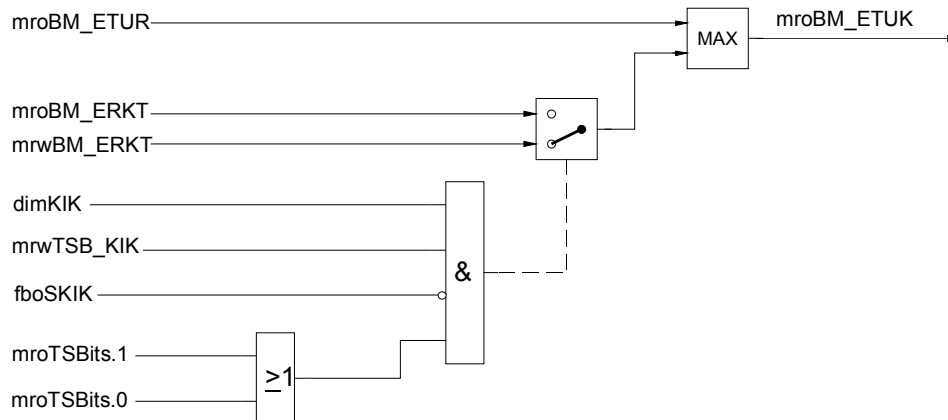 mroBM_ETUR
mroBM_ETUK
MAX
mroBM_ERKT
mrwBM_ERKT
dimKIK
mrwTSB_KIK
&
fboSKIK
mroTSBits.1
≥1
mroTSBits.0